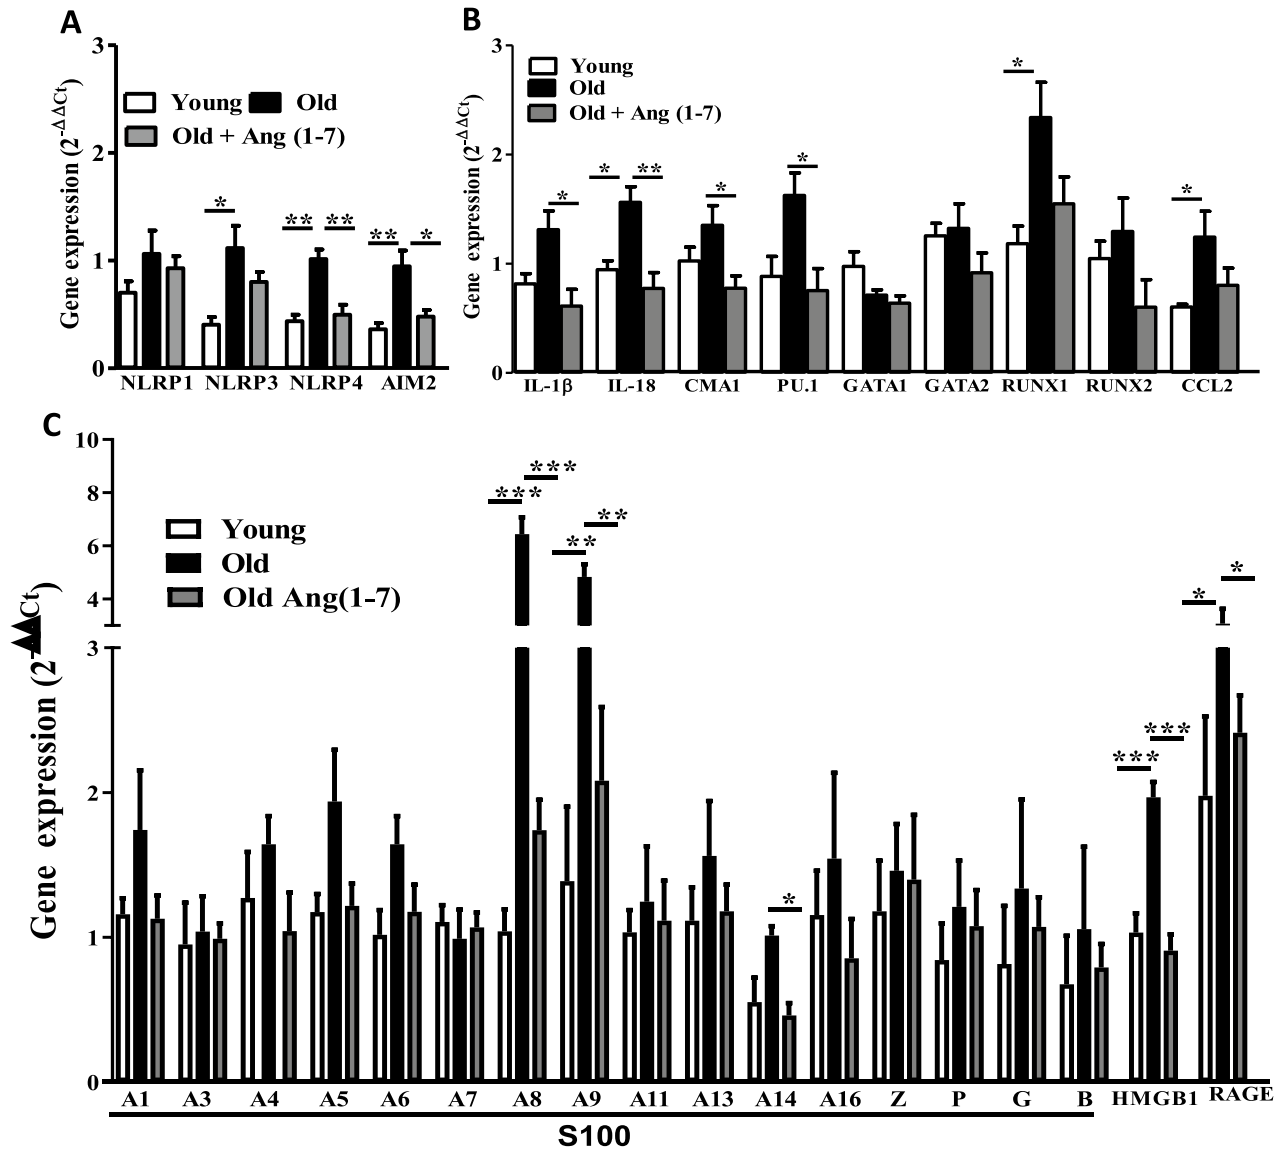 A
3
2
1
0
Gene expression (2-ΔΔCt)
Young Old
Old + Ang (1-7)
*
** **
** *
NLRP1 NLRP3 NLRP4 AIM2
B
3
2
1
0
Gene expression (2-ΔΔCt)
Young
Old
Old + Ang (1-7)
*
* **
*
*
*
*
IL-1β IL-18 CMA1 PU.1 GATA1 GATA2 RUNX1 RUNX2 CCL2
C
10
8
6
4
3
2
1
0
Gene expression (2-▲▲Ct)
Young
Old
Old Ang(1-7)
***
***
**
**
*
***
***
*
*
A1 A3 A4 A5 A6 A7 A8 A9 A11 A13 A14 A16 Z P G B HMGB1 RAGE
S100